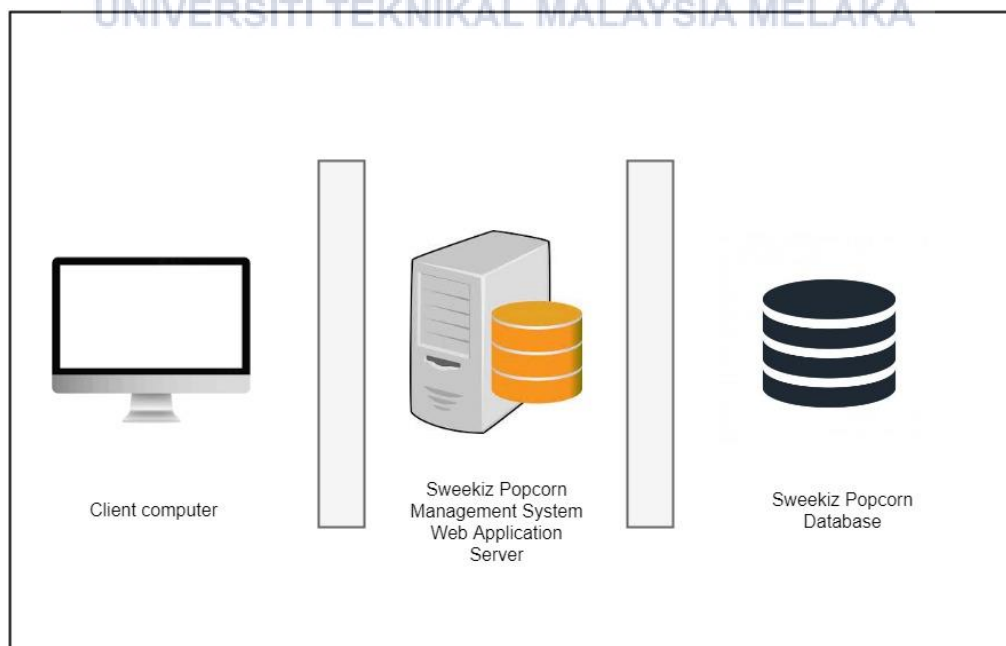 UNIVERSITI TEKNIKAL MALAYSIA MELAKA
Client computer
Sweekiz Popcorn
Management System
Web Application
Server
Sweekiz Popcorn
Database